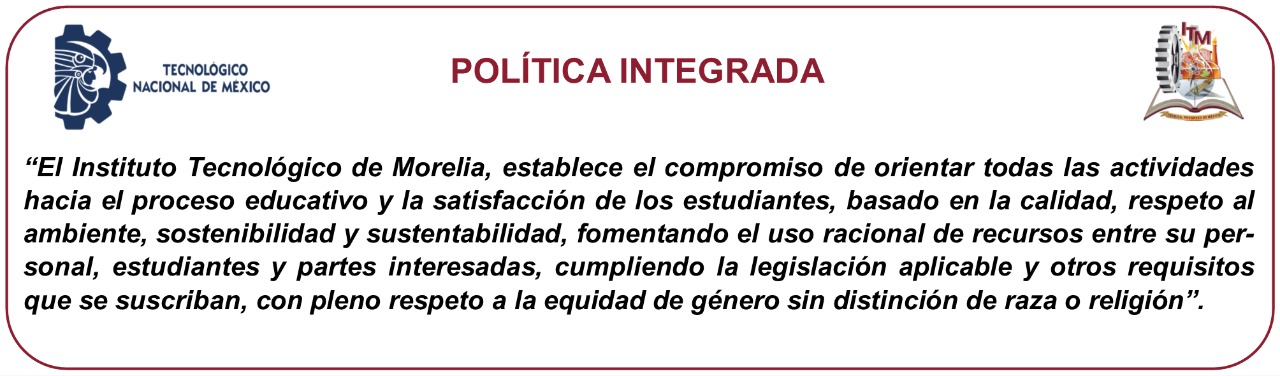 TECNOLÓGICO
NACIONAL DE MÉXICO
POLÍTICA INTEGRADA
ITM
“El Instituto Tecnológico de Morelia, establece el compromiso de orientar todas las actividades
hacia el proceso educativo y la satisfacción de los estudiantes, basado en la calidad, respeto al
ambiente, sostenibilidad y sustentabilidad, fomentando el uso racional de recursos entre su per-
sonal, estudiantes y partes interesadas, cumpliendo la legislación aplicable y otros requisitos
que se suscriban, con pleno respeto a la equidad de género sin distinción de raza o religión”.